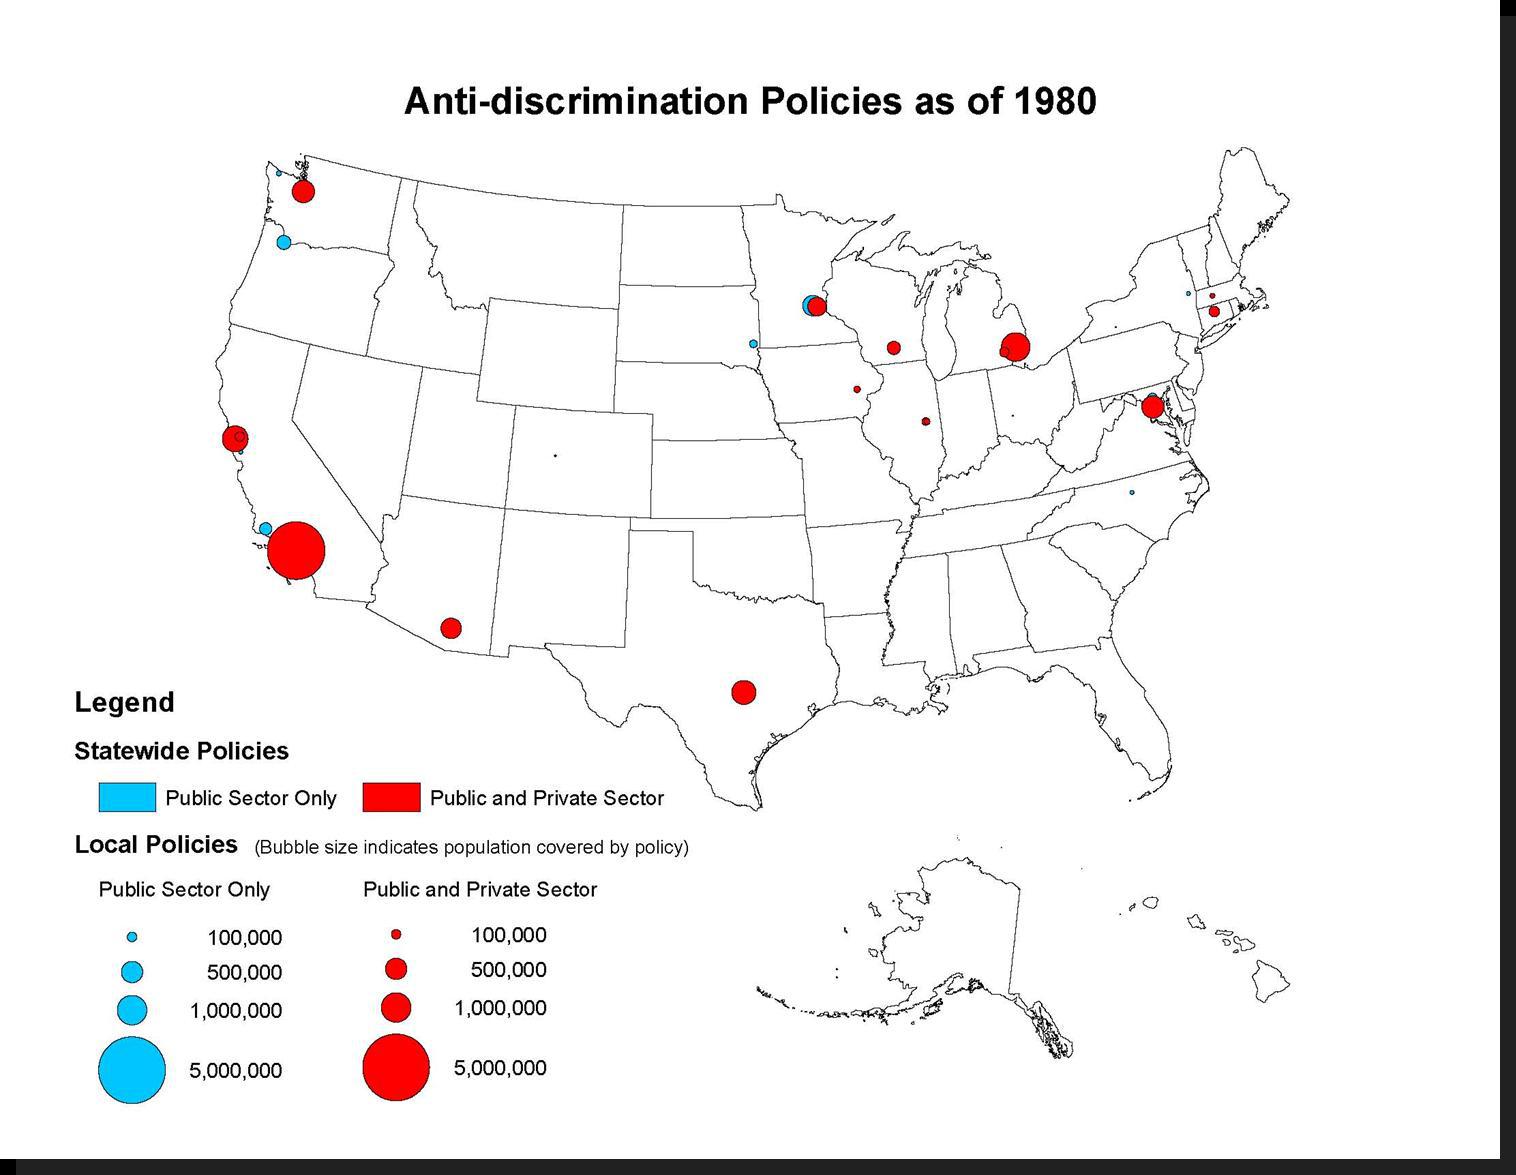 Anti-discrimination Policies as of 1980
Legend
Statewide Policies
Public Sector Only Public and Private Sector
Local Policies (Bubble size indicates population covered by policy)
Public Sector Only Public and Private Sector
100,000 100,000
500,000 500,000
1,000,000 1,000,000
5,000,000 5,000,000